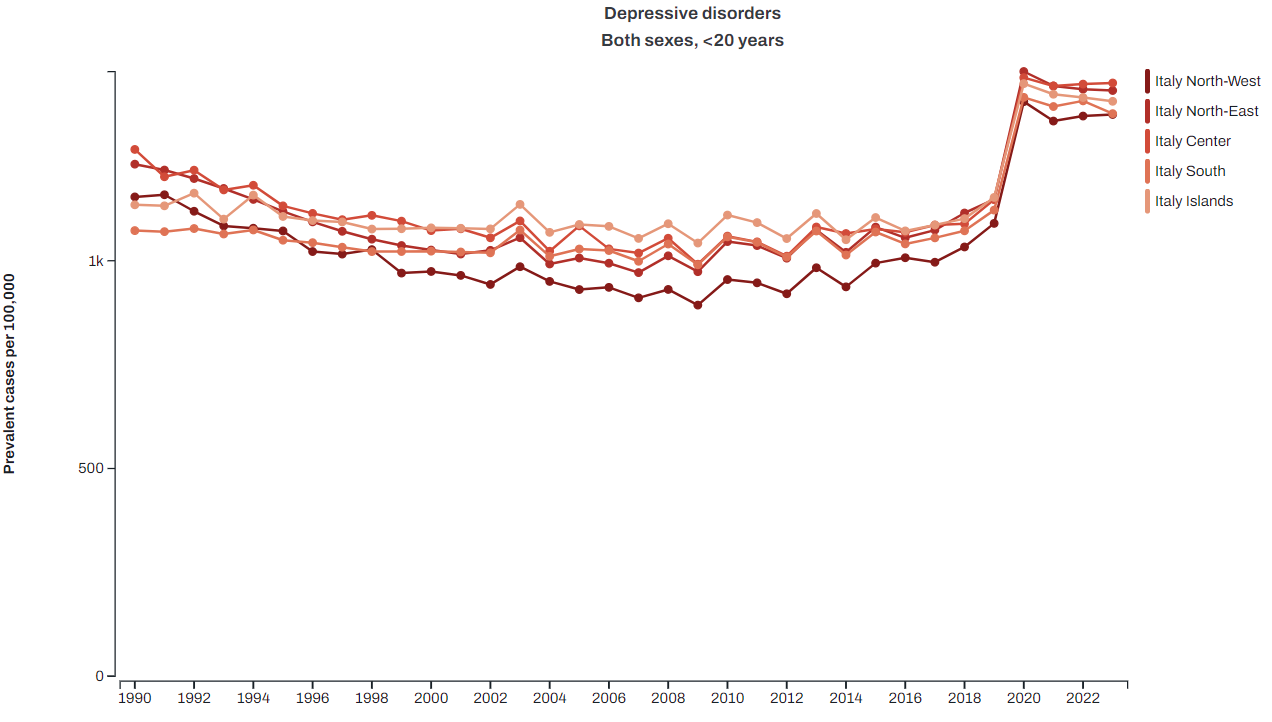 Depressive disorders
Both sexes, <20 years
Italy North-West
Italy North-East
Italy Center
Italy South
Italy Islands
Prevalent cases per 100,000
1k
500
0
1990 1992 1994 1996 1998 2000 2002 2004 2006 2008 2010 2012 2014 2016 2018 2020 2022